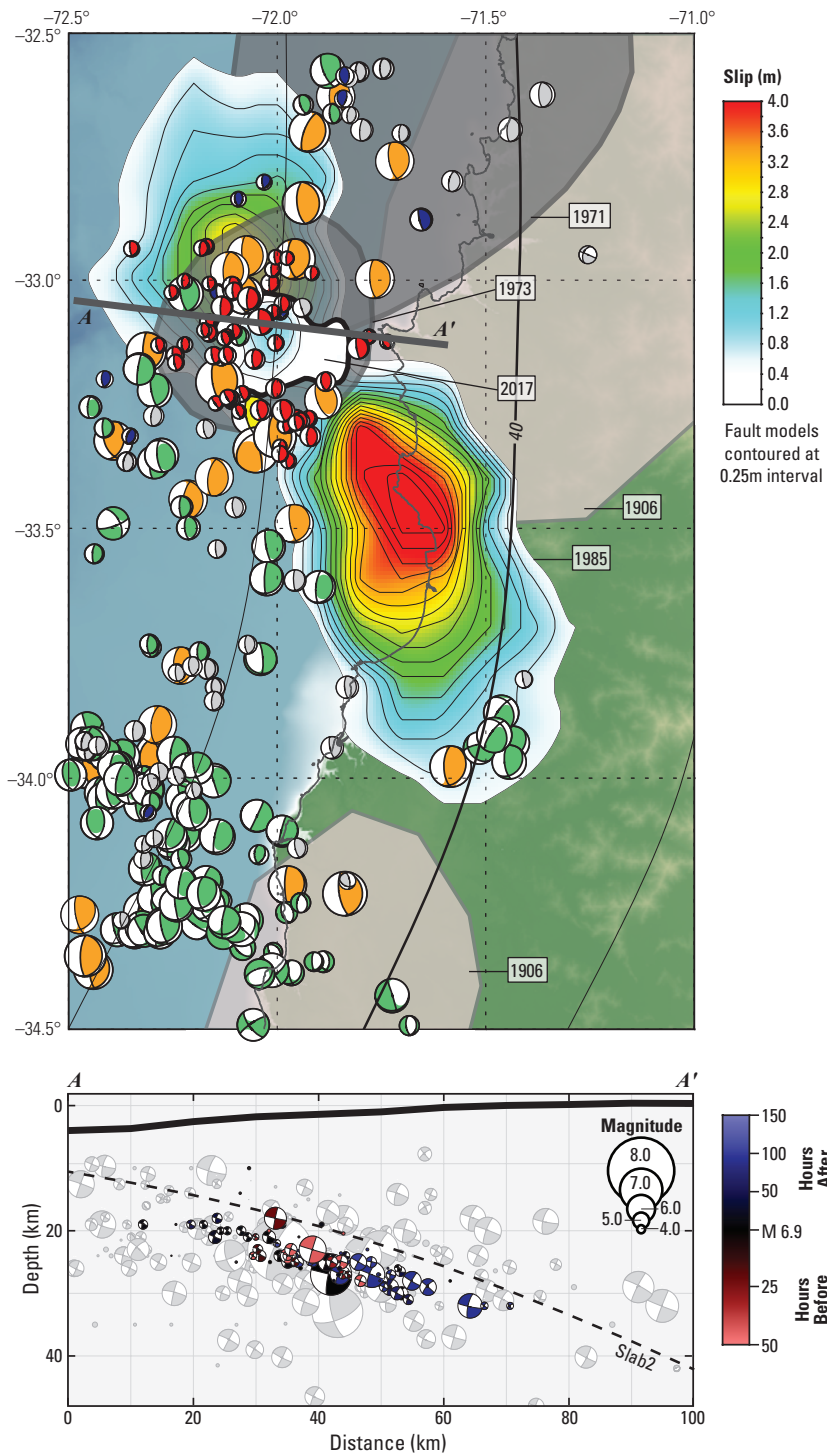 –72.5° –72.0° –71.5° –71.0°
–32.5°
–33.0°
–33.5°
–34.0°
–34.5°
1971
1973
A A′
2017
40
1906
1985
1906
Slip (m)
4.0
3.6
3.2
2.8
2.4
2.0
1.6
1.2
0.8
0.4
0.0
Fault models
contoured at
0.25m interval
A A′
0
20
40
Depth (km)
Magnitude
8.0
7.0
6.0
5.0
4.0
Slab2
0 20 40 60 80 100
Distance (km)
150
100
50
M 6.9
25
50
Hours
After
Hours
Before